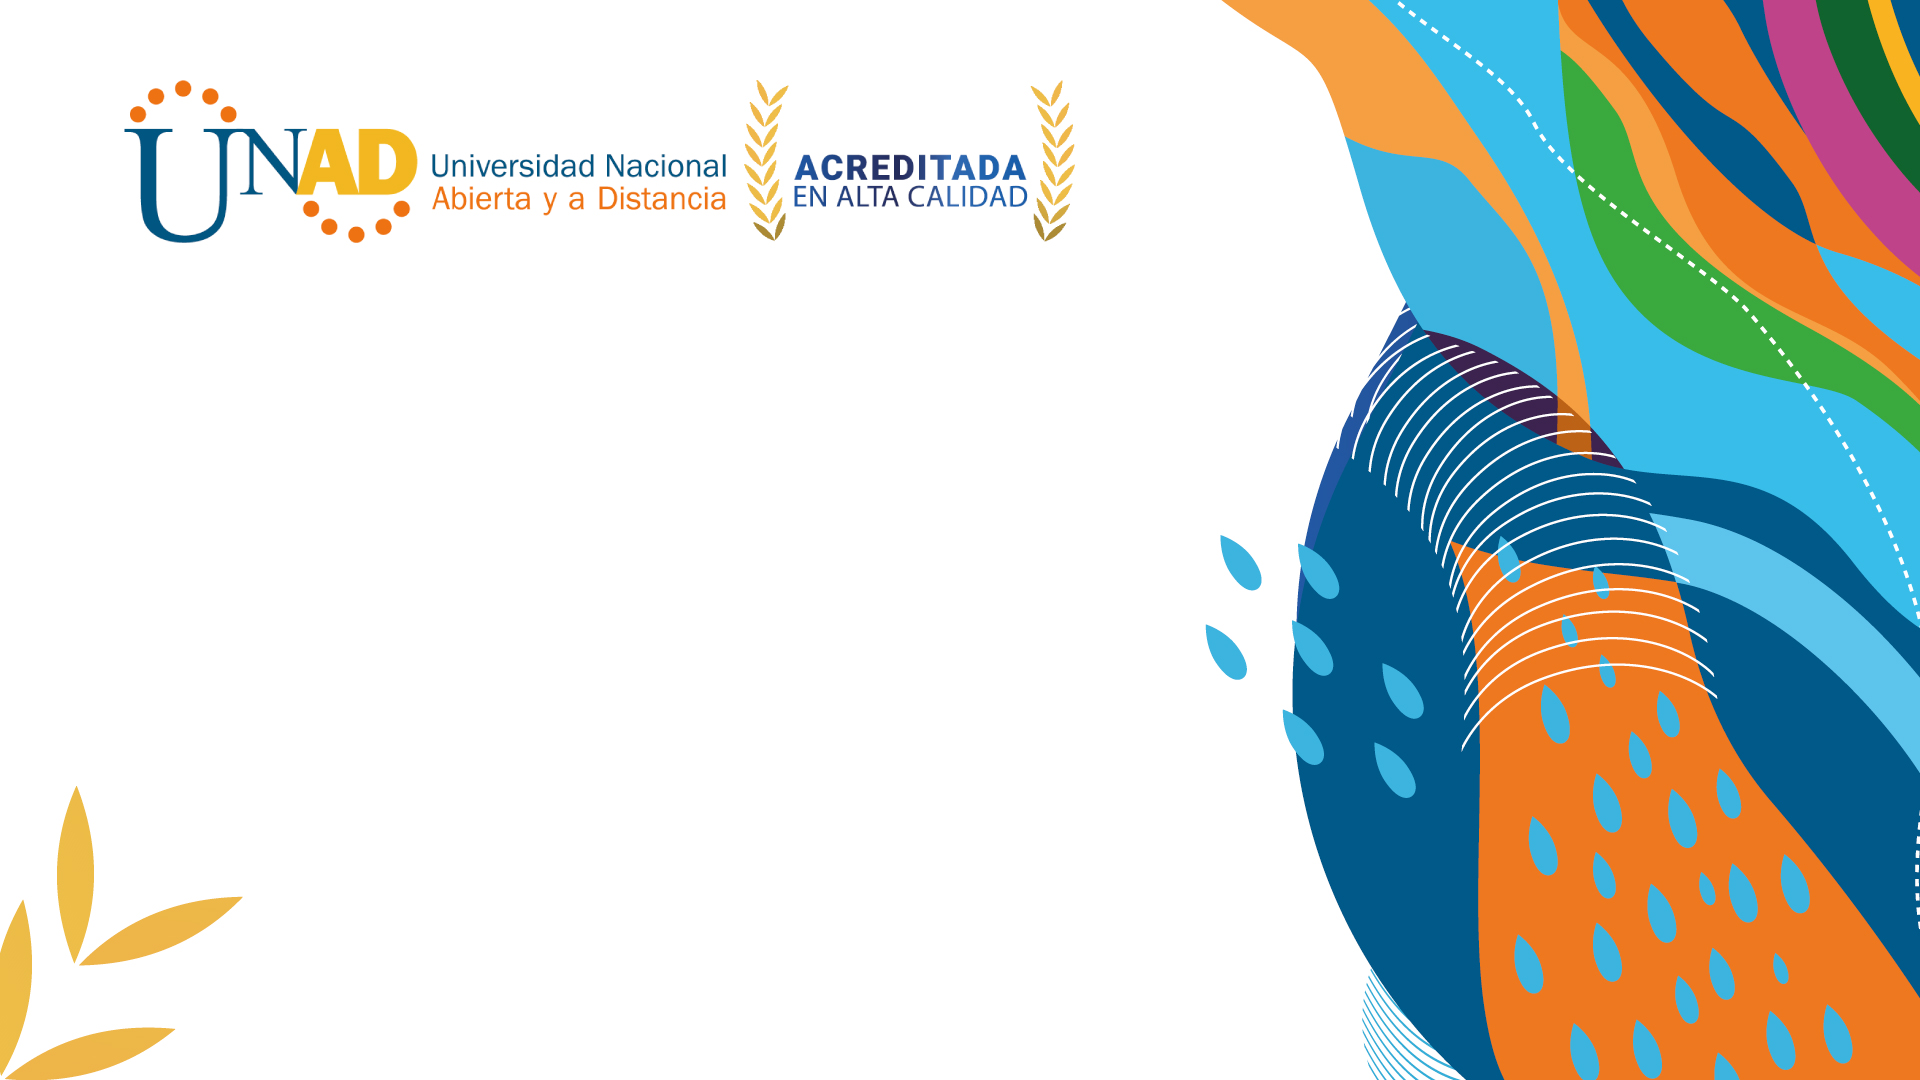 UNAD
Universidad Nacional
Abierta y a Distancia
ACREDITADA
EN ALTA CALIDAD